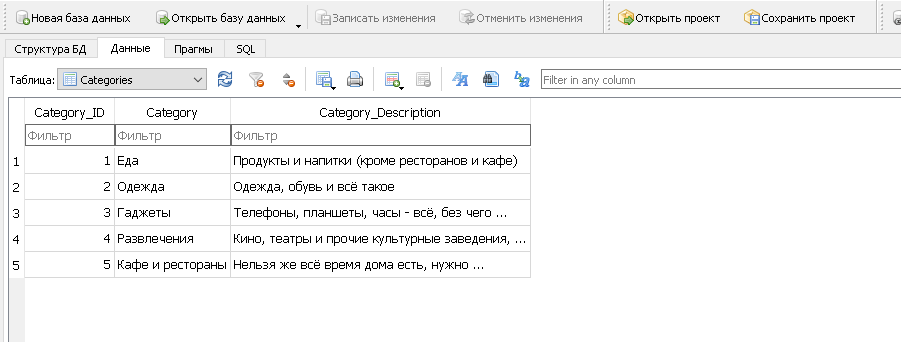 Новая база данных Открыть базу данных Записать изменения Отменить изменения Открыть проект Сохранить проект
Структура БД Данные Прагмы SQL
Таблица: Categories Filter in any column
Category_ID Category Category_Description
Фильтр Фильтр Фильтр
1 1 Еда Продукты и напитки (кроме ресторанов и кафе)
2 2 Одежда Одежда, обувь и всё такое
3 3 Гаджеты Телефоны, планшеты, часы - всё, без чего ...
4 4 Развлечения Кино, театры и прочие культурные заведения, ...
5 5 Кафе и рестораны Нельзя же всё время дома есть, нужно ...